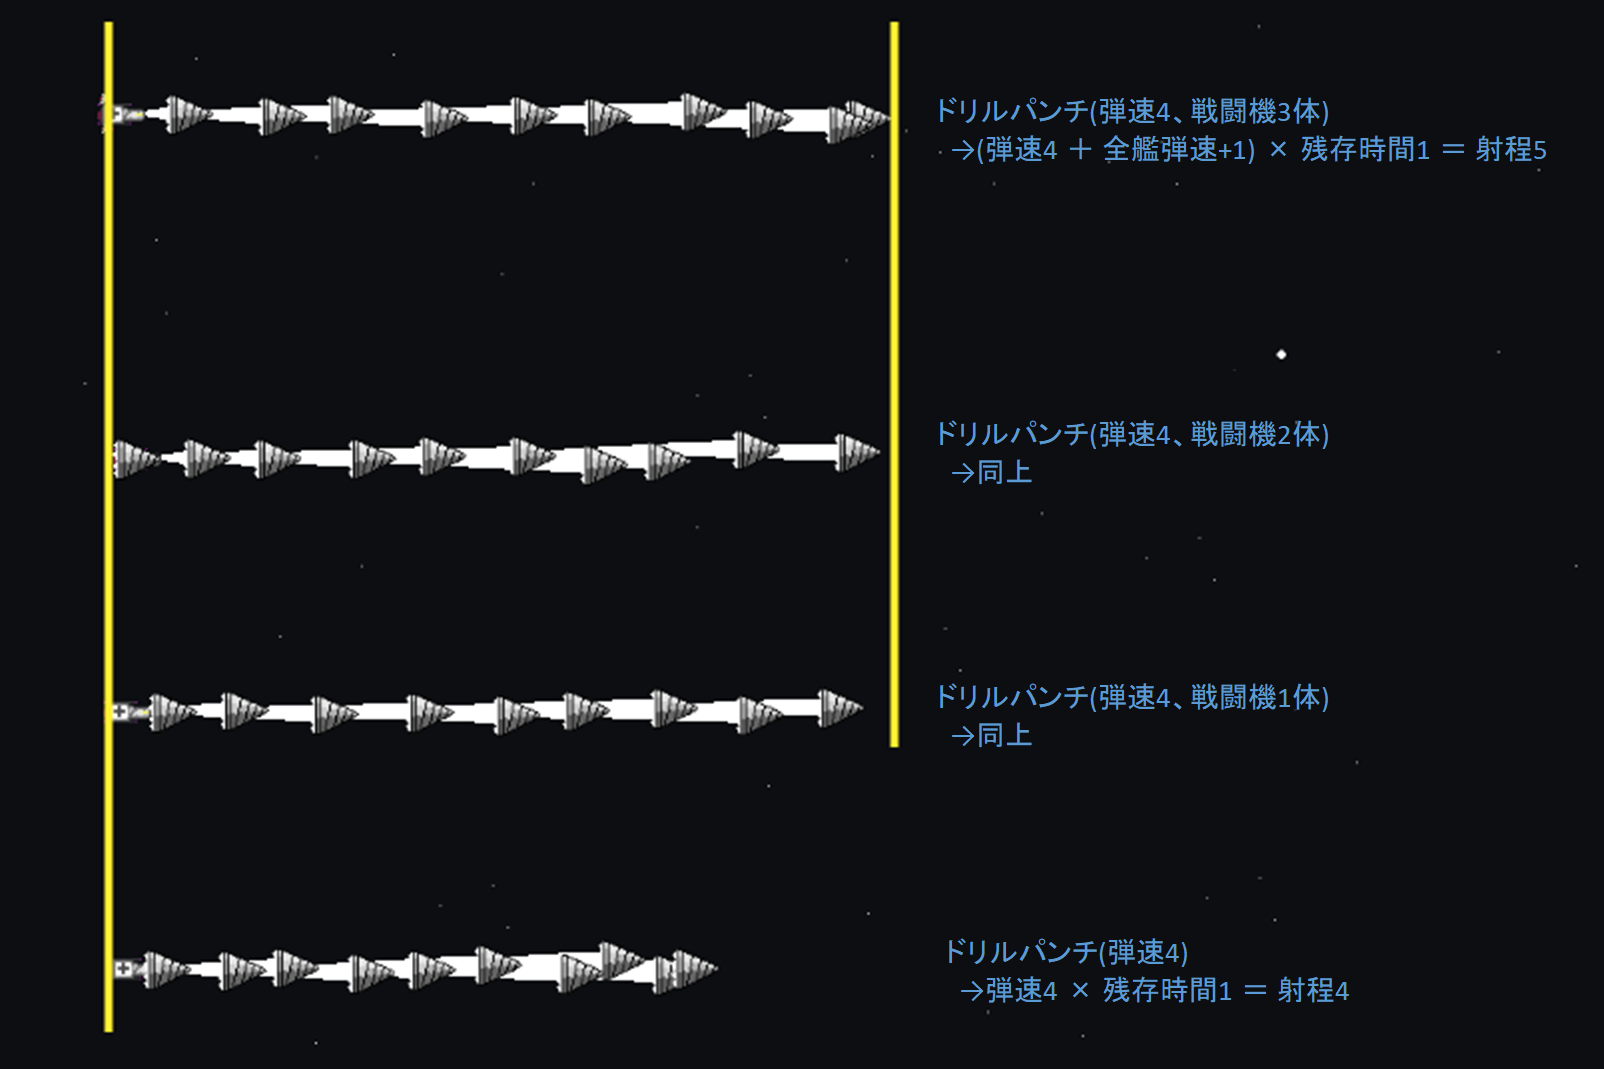 ドリルパンチ(弾速4、戦闘機3体)
→(弾速4 ＋ 全艦弾速+1) × 残存時間1 ＝ 射程5
ドリルパンチ(弾速4、戦闘機2体)
→同上
ドリルパンチ(弾速4、戦闘機1体)
→同上
ドリルパンチ(弾速4)
→弾速4 × 残存時間1 ＝ 射程4